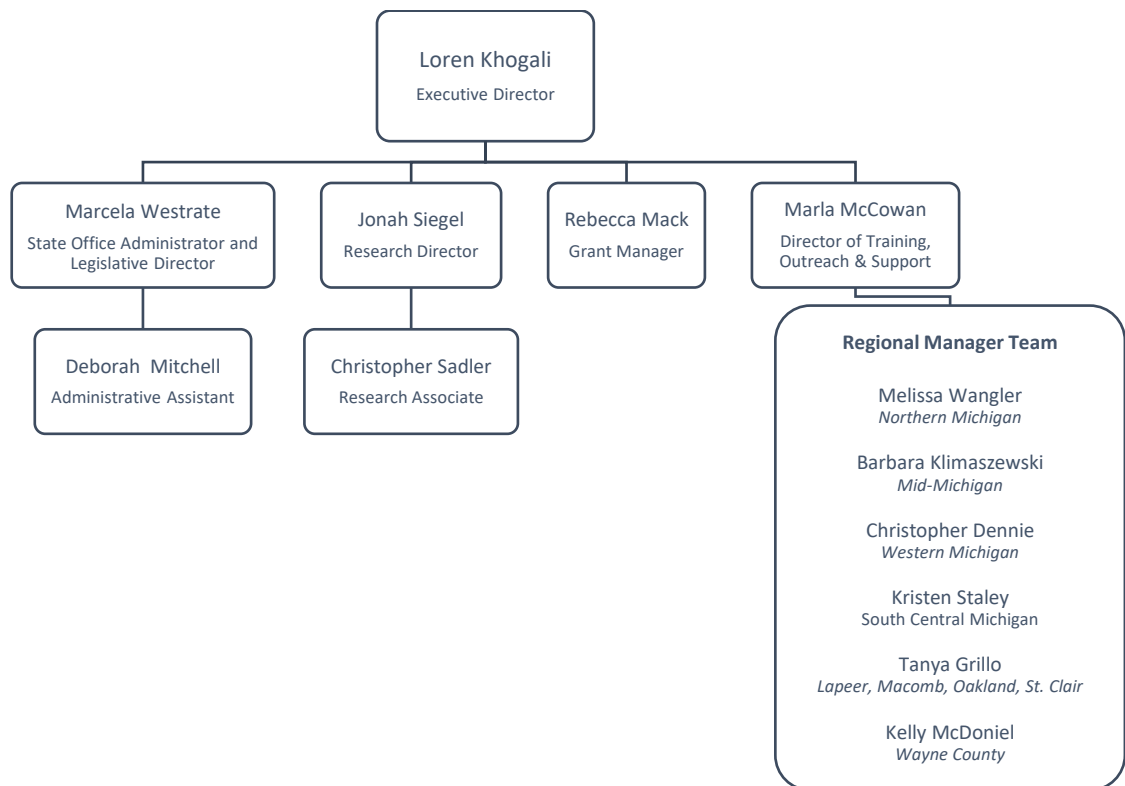 Loren Khogali
Executive Director
Marcela Westrate
State Office Administrator and
Legislative Director
Jonah Siegel
Research Director
Rebecca Mack
Grant Manager
Marla McCowan
Director of Training,
Outreach & Support
Deborah  Mitchell
Administrative Assistant
Christopher Sadler
Research Associate
Regional Manager Team
Melissa Wangler
Northern Michigan
Barbara Klimaszewski
Mid-Michigan
Christopher Dennie
Western Michigan
Kristen Staley
South Central Michigan
Tanya Grillo
Lapeer, Macomb, Oakland, St. Clair
Kelly McDoniel
Wayne County